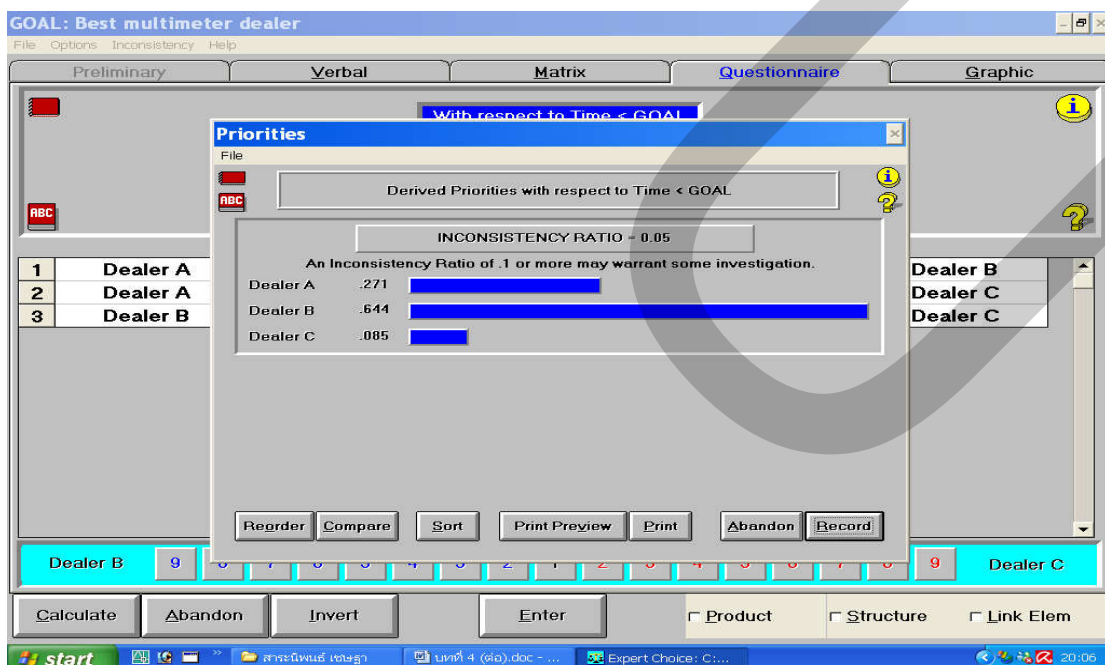 GOAL: Best multimeter dealer
File Options Inconsistency Help
Preliminary Verbal Matrix Questionnaire Graphic
With respect to Time < GOAL
Priorities
File
Derived Priorities with respect to Time < GOAL
ABC
ABC
INCONSISTENCY RATIO = 0.05
An Inconsistency Ratio of .1 or more may warrant some investigation.
1 Dealer A Dealer B
2 Dealer A Dealer C
3 Dealer B Dealer C
Dealer A .271
Dealer B .644
Dealer C .085
Reorder Compare Sort Print Preview Print Abandon Record
Dealer B 9 2 1 2 9 Dealer C
Calculate Abandon Invert Enter Product Structure Link Elem
start สาระนิพนธ์ เชษฐา บทที่ 4 (ต่อ).doc - ... Expert Choice: C:... 20:06